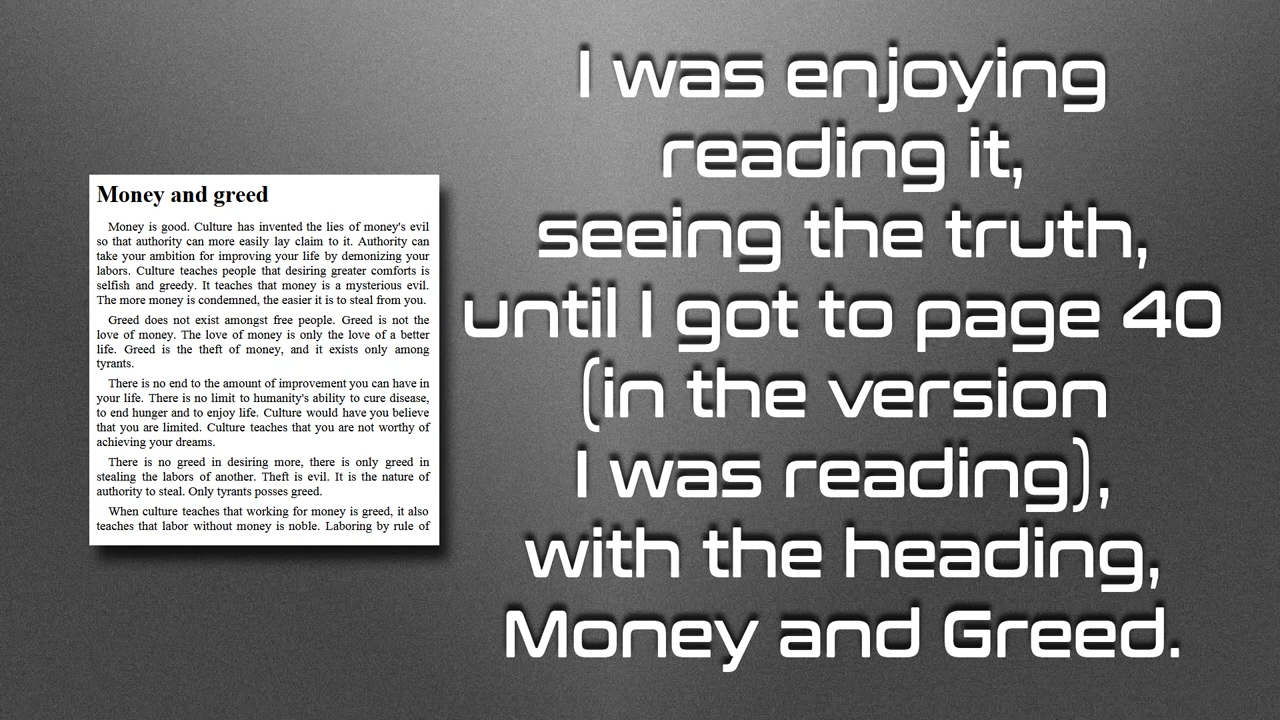 Money and greed
Money is good. Culture has invented the lies of money's evil
so that authority can more easily lay claim to it. Authority can
take your ambition for improving your life by demonizing your
labors. Culture teaches people that desiring greater comforts is
selfish and greedy. It teaches that money is a mysterious evil.
The more money is condemned, the easier it is to steal from you.
Greed does not exist amongst free people. Greed is not the
love of money. The love of money is only the love of a better
life. Greed is the theft of money, and it exists only among
tyrants.
There is no end to the amount of improvement you can have in
your life. There is no limit to humanity's ability to cure disease,
to end hunger and to enjoy life. Culture would have you believe
that you are limited. Culture teaches that you are not worthy of
achieving your dreams.
There is no greed in desiring more, there is only greed in
stealing the labors of another. Theft is evil. It is the nature of
authority to steal. Only tyrants posses greed.
When culture teaches that working for money is greed, it also
teaches that labor without money is noble. Laboring by rule of
I was enjoying
reading it,
seeing the truth,
until I got to page 40
(in the version
I was reading),
with the heading,
Money and Greed.